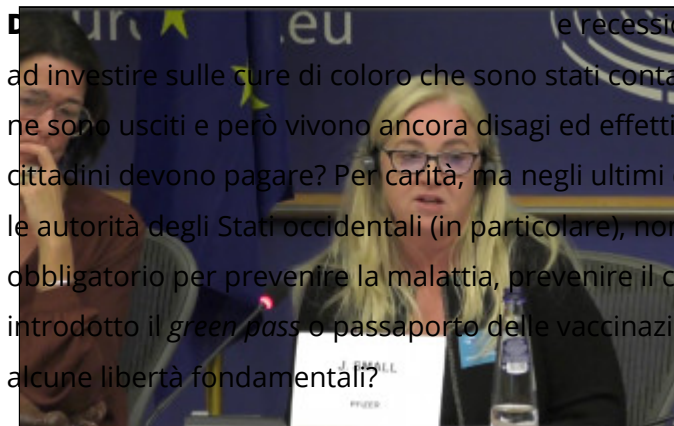 D .eu e recessio
ad investire sulle cure di coloro che sono stati conta
ne sono usciti e però vivono ancora disagi ed effetti
cittadini devono pagare? Per carità, ma negli ultimi
le autorità degli Stati occidentali (in particolare), non
obbligatorio per prevenire la malattia, prevenire il c
introdotto il green pass o passaporto delle vaccinazi
alcune libertà fondamentali?
J. SMALL
PFIZER